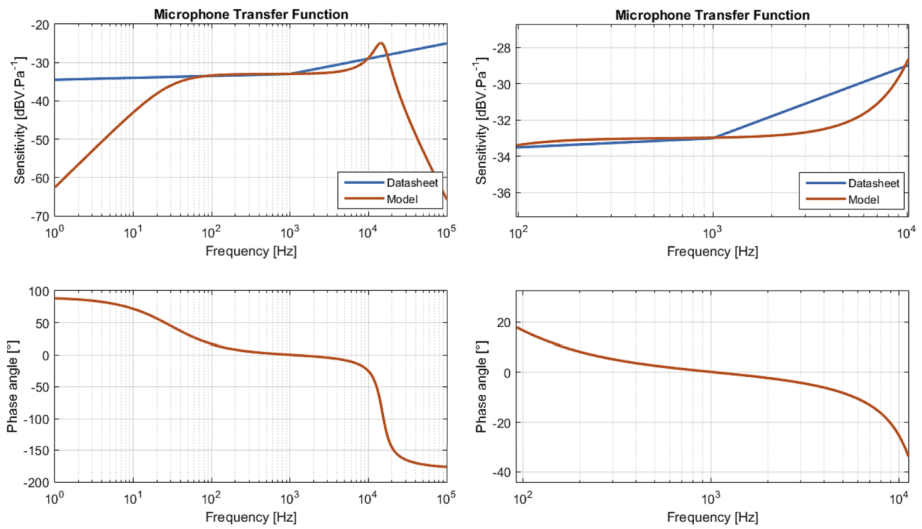 Microphone Transfer Function
-20
-30
-40
-50
-60
-70
Sensitivity [dBV.Pa⁻¹]
10⁰ 10¹ 10² 10³ 10⁴ 10⁵
Frequency [Hz]
Datasheet
Model
Microphone Transfer Function
-28
-30
-32
-34
-36
Sensitivity [dBV.Pa⁻¹]
10² 10³ 10⁴
Frequency [Hz]
Datasheet
Model
100
50
0
-50
-100
-150
-200
Phase angle [°]
10⁰ 10¹ 10² 10³ 10⁴ 10⁵
Frequency [Hz]
20
0
-20
-40
Phase angle [°]
10² 10³ 10⁴
Frequency [Hz]